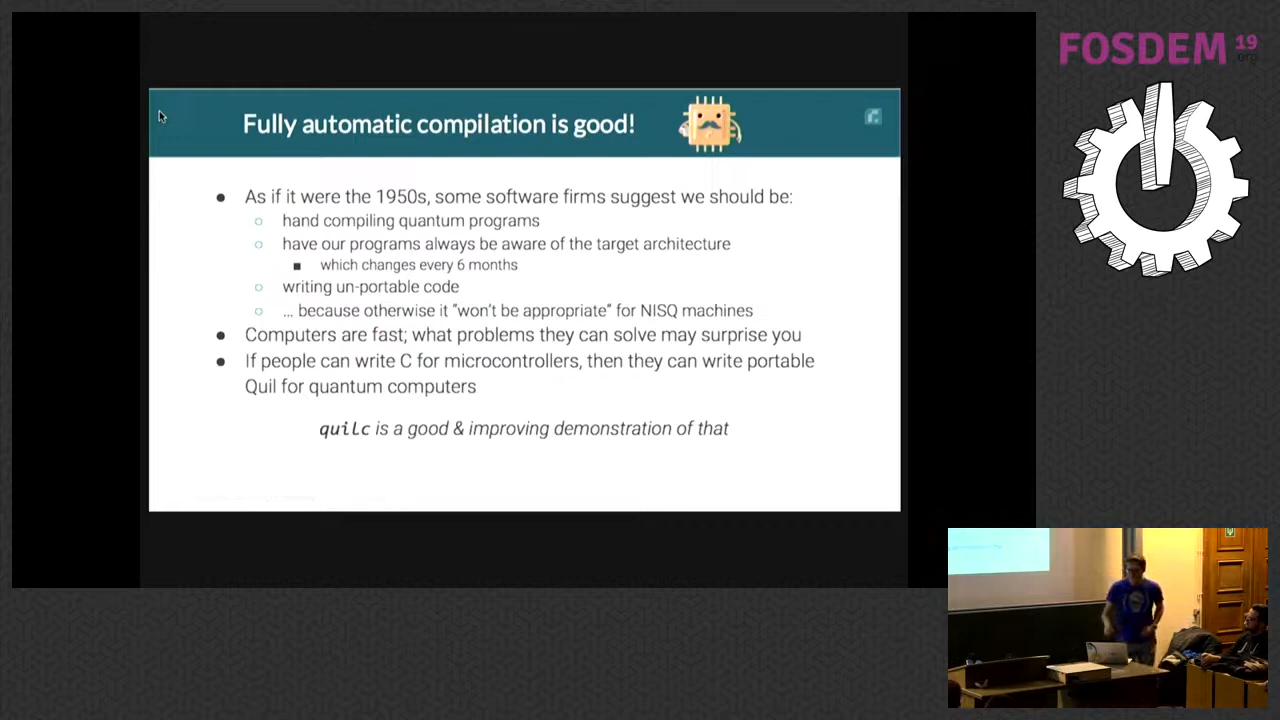 FOSDEM 19
.org
Fully automatic compilation is good!
As if it were the 1950s, some software firms suggest we should be:
hand compiling quantum programs
have our programs always be aware of the target architecture
which changes every 6 months
writing un-portable code
... because otherwise it “won't be appropriate” for NISQ machines
Computers are fast; what problems they can solve may surprise you
If people can write C for microcontrollers, then they can write portable
Quil for quantum computers
quilc is a good & improving demonstration of that